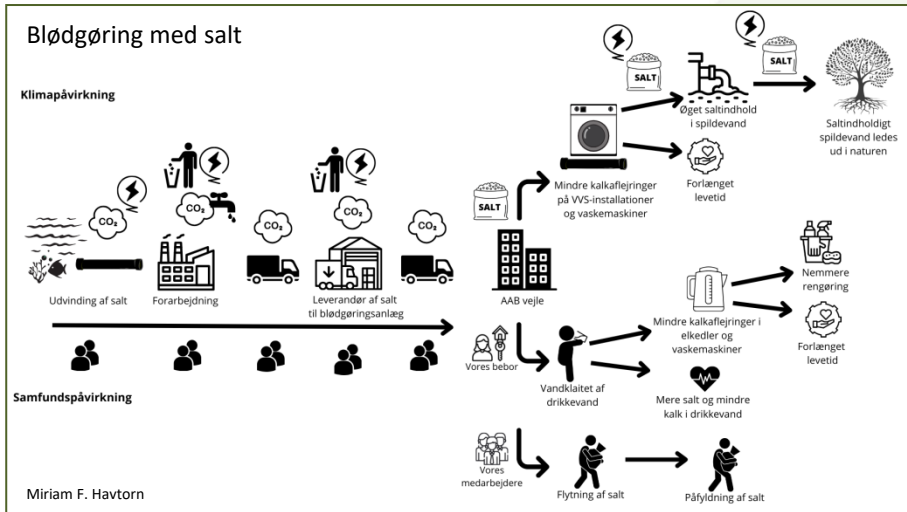 Blødgøring med salt
Klimapåvirkning
CO₂
CO₂
CO₂
CO₂
CO₂
Udvinding af salt
Forarbejdning
Leverandør af salt
til blødgøringsanlæg
SALT
AAB vejle
SALT
SALT
Mindre kalkaflejringer
på VVS-installationer
og vaskemaskiner
Øget saltindhold
i spildevand
Saltindholdigt
spildevand ledes
ud i naturen
Forlænget
levetid
Samfundspåvirkning
Vores bebor
Vandklaitet af
drikkevand
Mindre kalkaflejringer i
elkedler og
vaskemaskiner
Nemmere
rengøring
Forlænget
levetid
Mere salt og mindre
kalk i drikkevand
Vores
medarbejdere
Flytning af salt
Påfyldning af salt
Miriam F. Havtorn